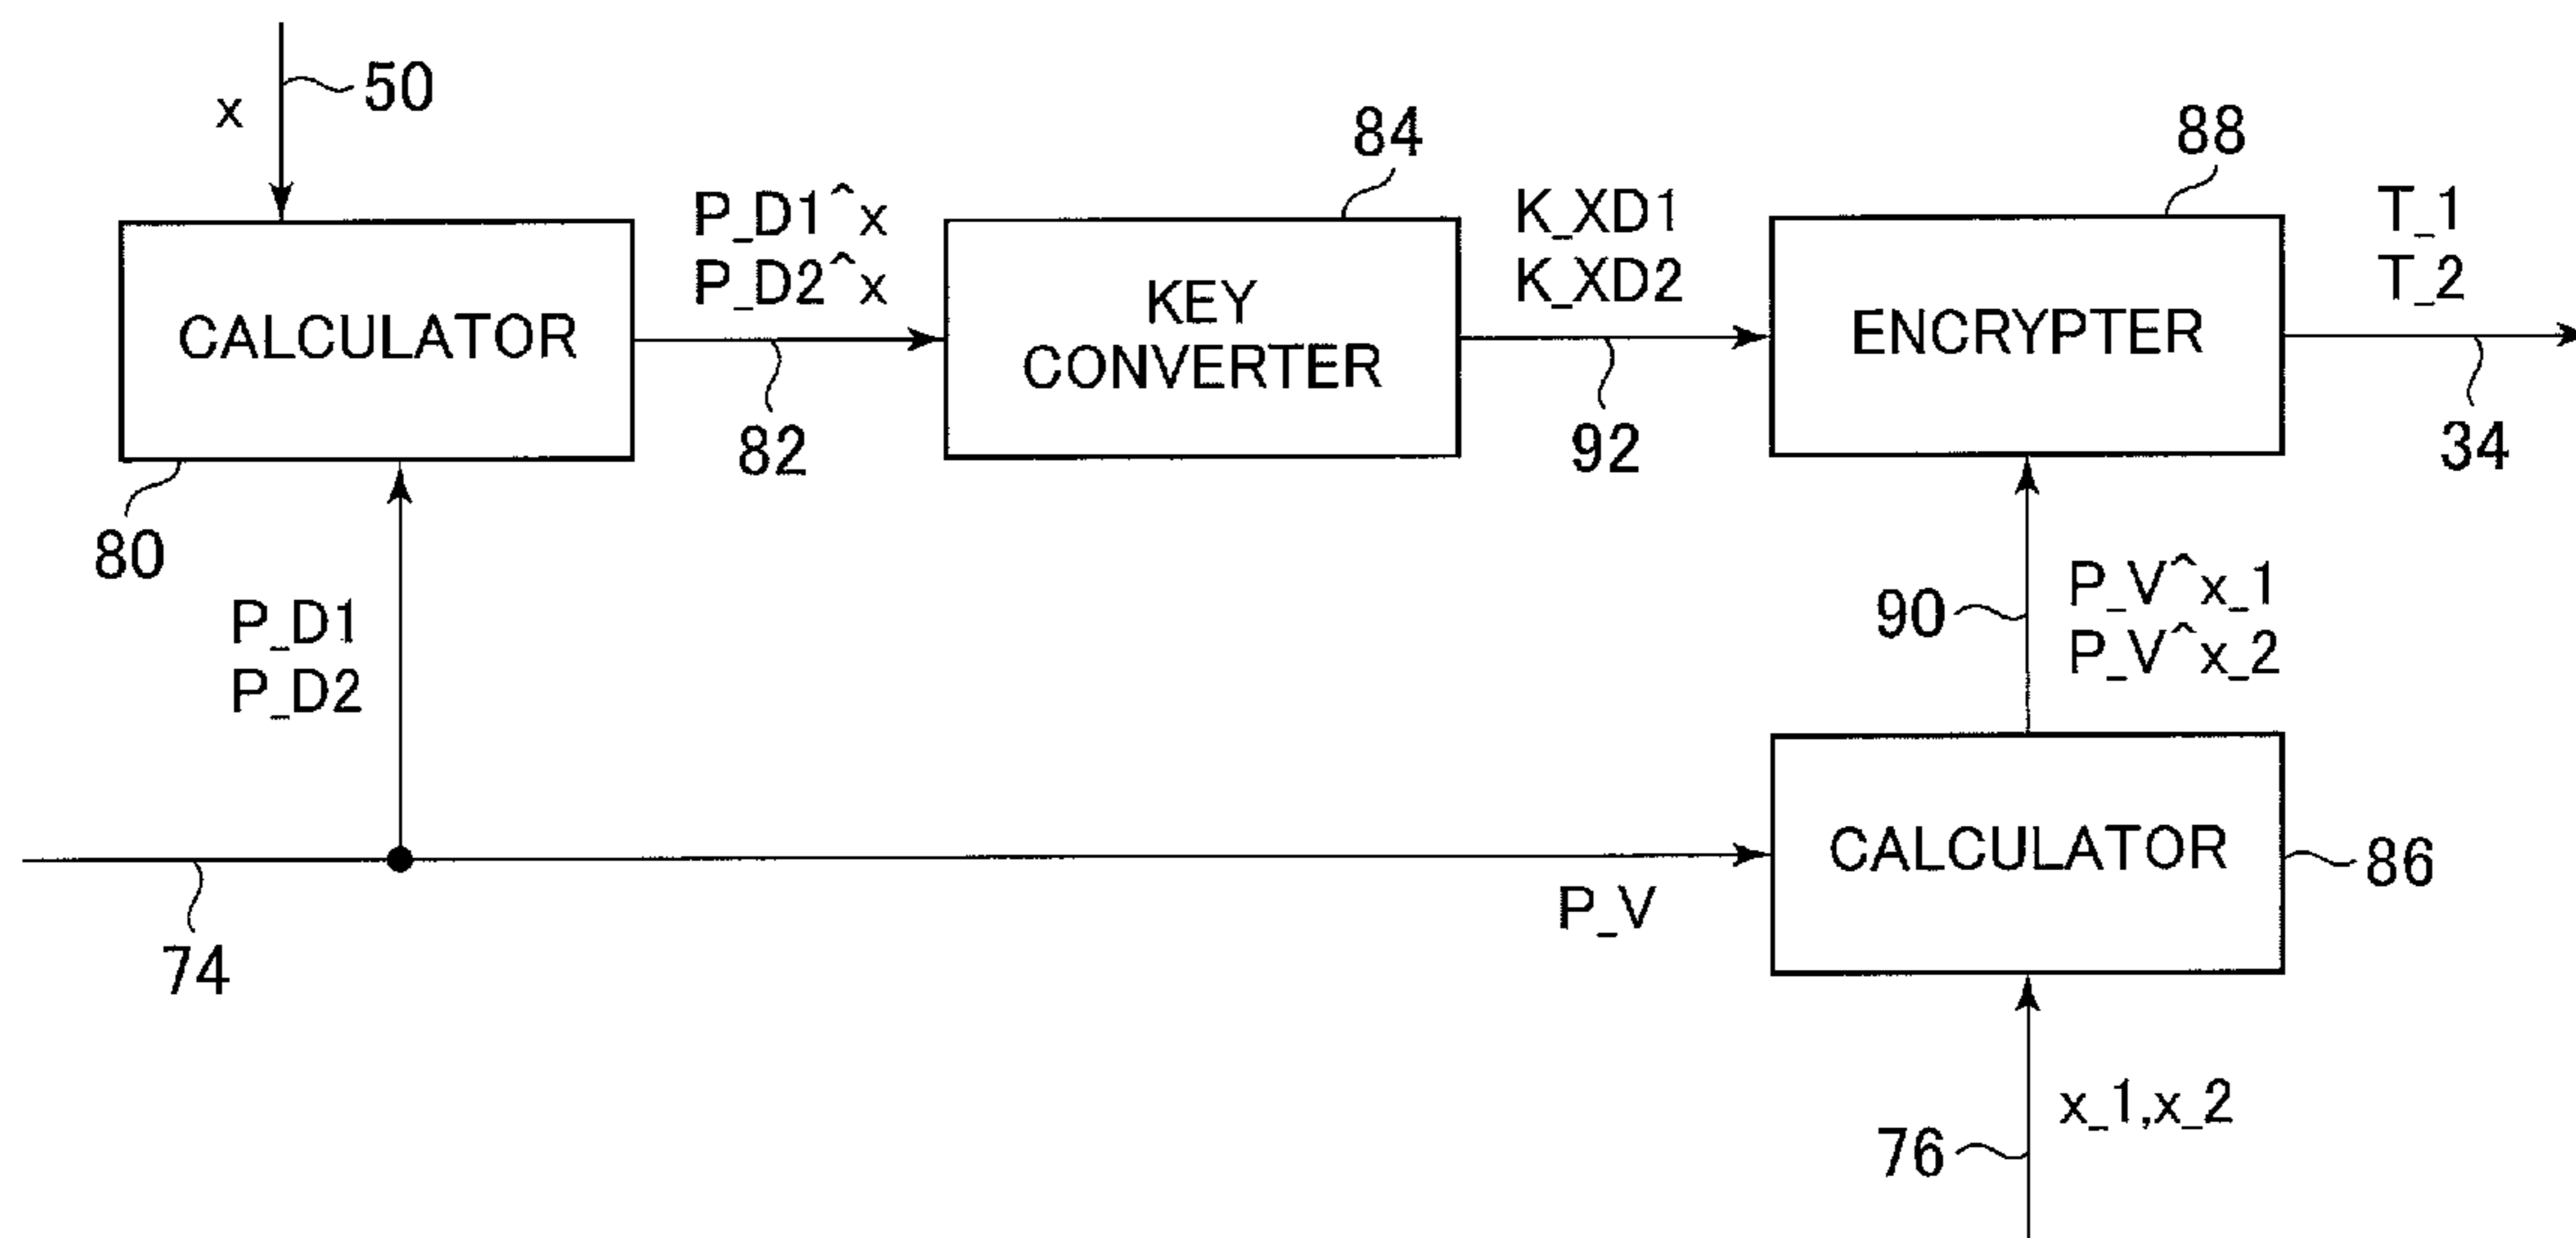 x
50
84
88
P_D1^x
P_D2^x
K_XD1
K_XD2
T_1
T_2
CALCULATOR
KEY
CONVERTER
ENCRYPTER
82
92
34
80
P_D1
P_D2
90
P_V^x_1
P_V^x_2
CALCULATOR
86
P_V
74
76
x_1,x_2